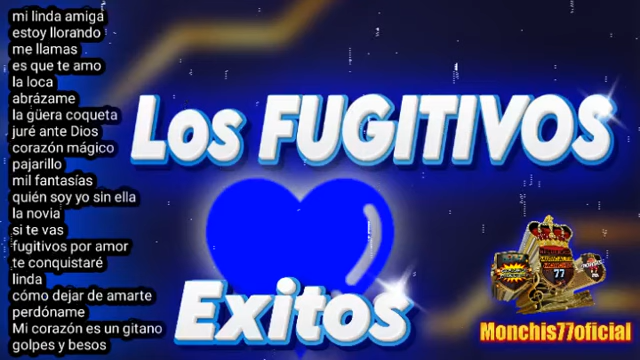 mi linda amiga
estoy llorando
me llamas
es que te amo
la loca
abrázame
la güera coqueta
juré ante Dios
corazón mágico
pajarillo
mil fantasías
quién soy yo sin ella
la novia
si te vas
fugitivos por amor
te conquistaré
linda
cómo dejar de amarte
perdóname
Mi corazón es un gitano
golpes y besos
Los FUGITIVOS
Exitos
77
Monchis77oficial